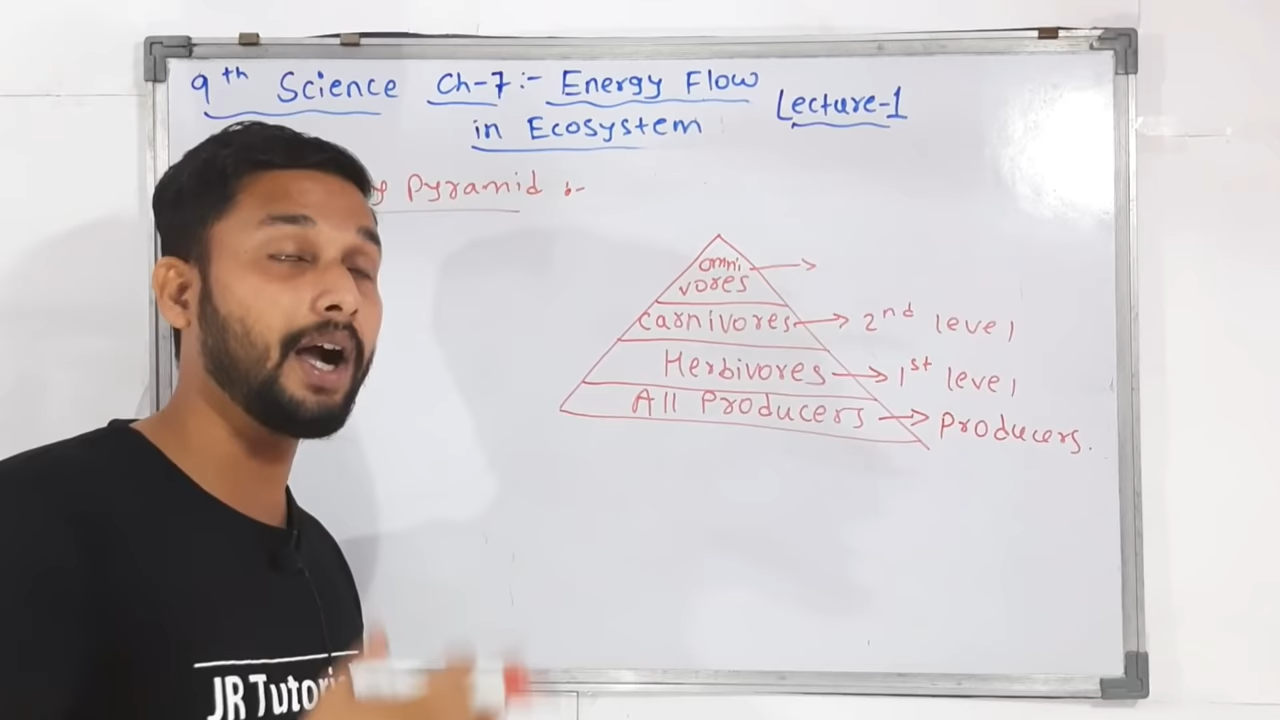 9th Science Ch-7:- Energy Flow
in Ecosystem
Lecture-1
Pyramid :-
omni
vores
Carnivores → 2nd level
Herbivores → 1st level
All Producers → Producers.
JR Tutori